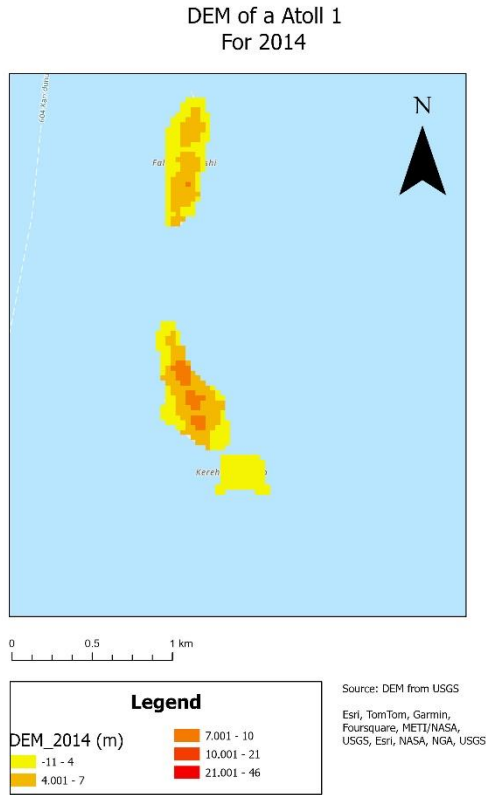 DEM of a Atoll 1
For 2014
N
0 0.5 1 km
Legend
DEM_2014 (m)
-11 - 4
4.001 - 7
7.001 - 10
10.001 - 21
21.001 - 46
Source: DEM from USGS
Esri, TomTom, Garmin,
Foursquare, METI/NASA,
USGS, Esri, NASA, NGA, USGS